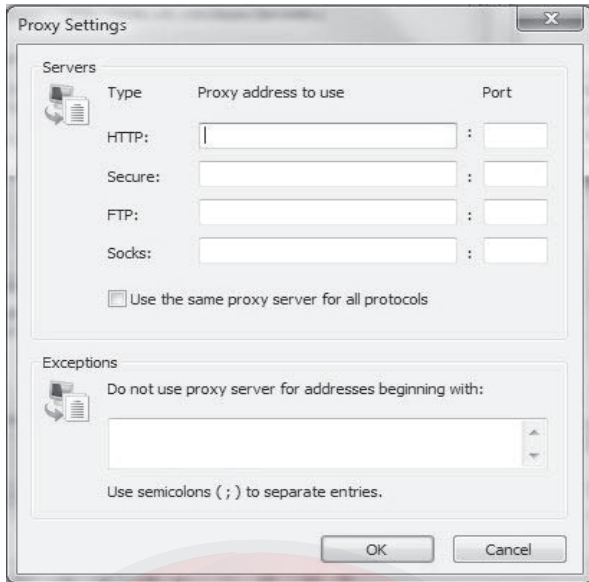 Proxy Settings
Servers
Type Proxy address to use Port
HTTP: :
Secure: :
FTP: :
Socks: :
Use the same proxy server for all protocols
Exceptions
Do not use proxy server for addresses beginning with:
Use semicolons ( ; ) to separate entries.
OK Cancel